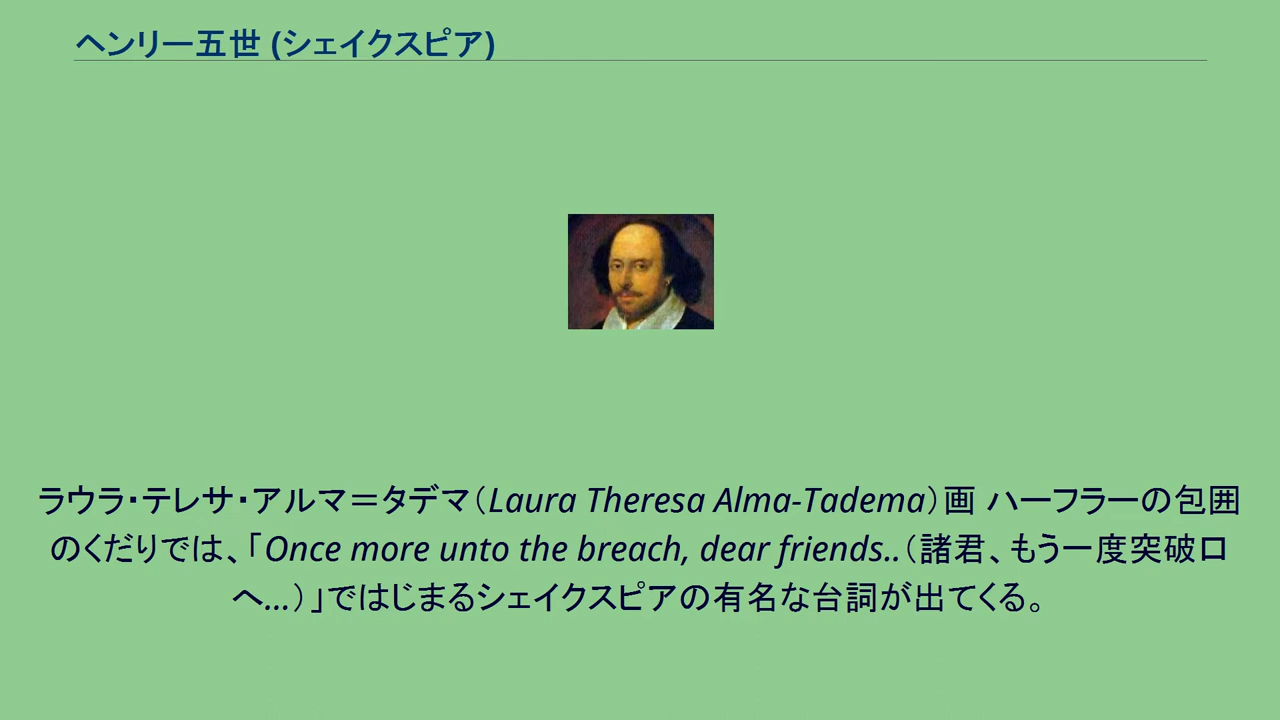 ヘンリー五世 (シェイクスピア)
ラウラ・テレサ・アルマ＝タデマ（Laura Theresa Alma-Tadema）画 ハーフラーの包囲
のくだりでは、「Once more unto the breach, dear friends..（諸君、もう一度突破口
へ...）」ではじまるシェイクスピアの有名な台詞が出てくる。